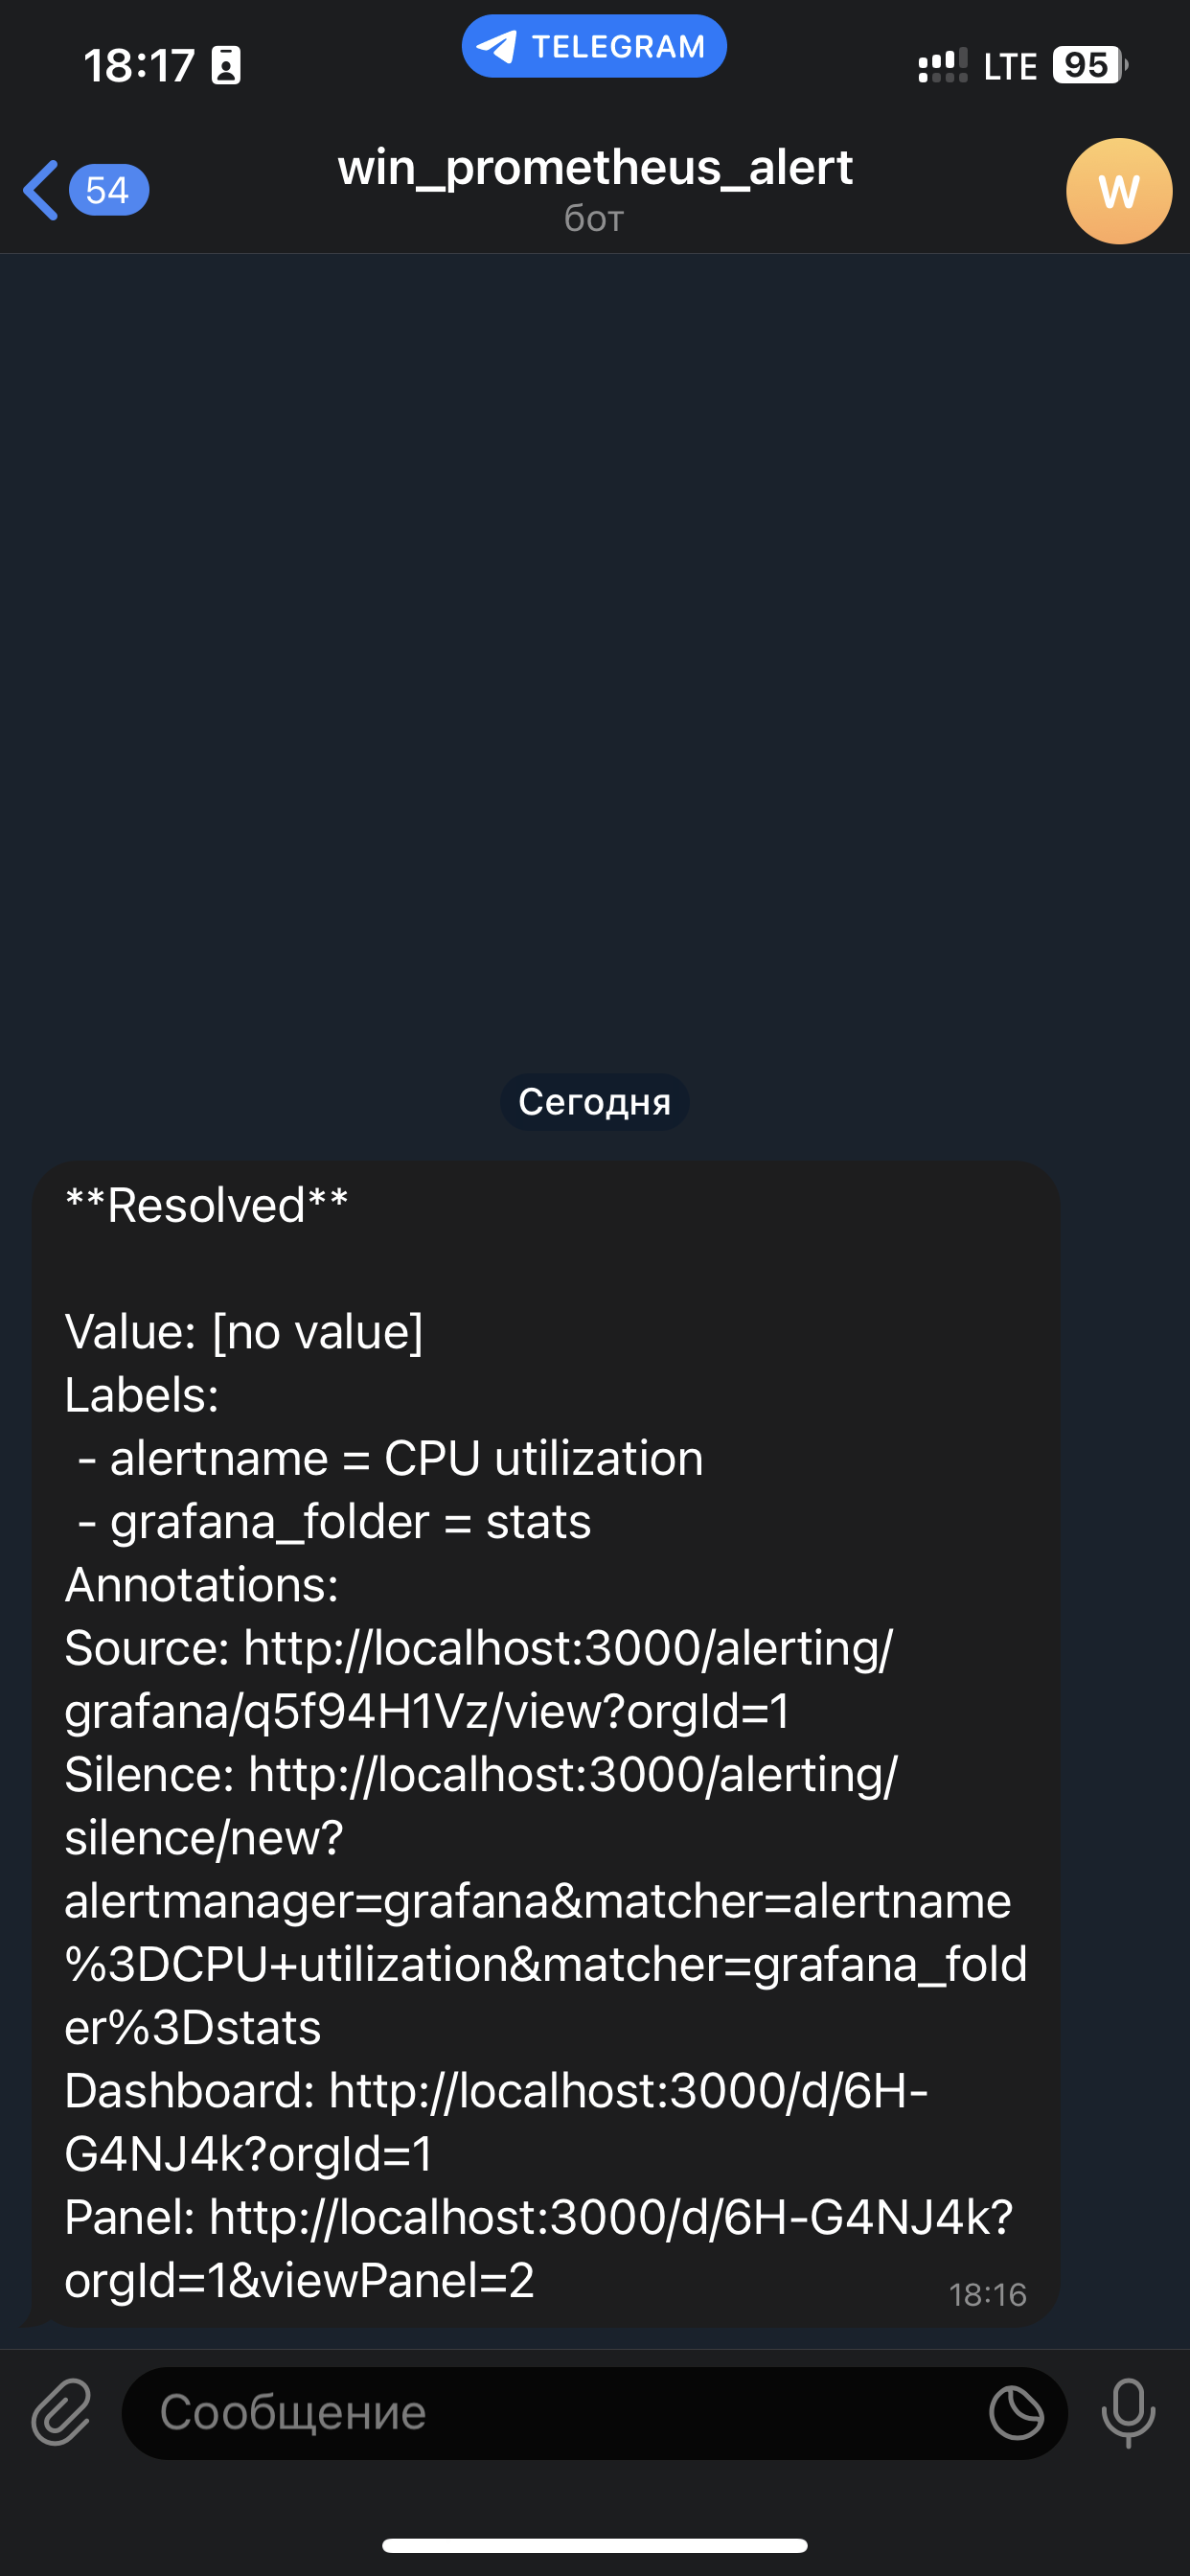 18:17
TELEGRAM
LTE 95
54
win_prometheus_alert
бот
W
Сегодня
**Resolved**
Value: [no value]
Labels:
- alertname = CPU utilization
- grafana_folder = stats
Annotations:
Source: http://localhost:3000/alerting/
grafana/q5f94H1Vz/view?orgId=1
Silence: http://localhost:3000/alerting/
silence/new?
alertmanager=grafana&matcher=alertname
%3DCPU+utilization&matcher=grafana_fold
er%3Dstats
Dashboard: http://localhost:3000/d/6H-
G4NJ4k?orgId=1
Panel: http://localhost:3000/d/6H-G4NJ4k?
orgId=1&viewPanel=2
18:16
Сообщение